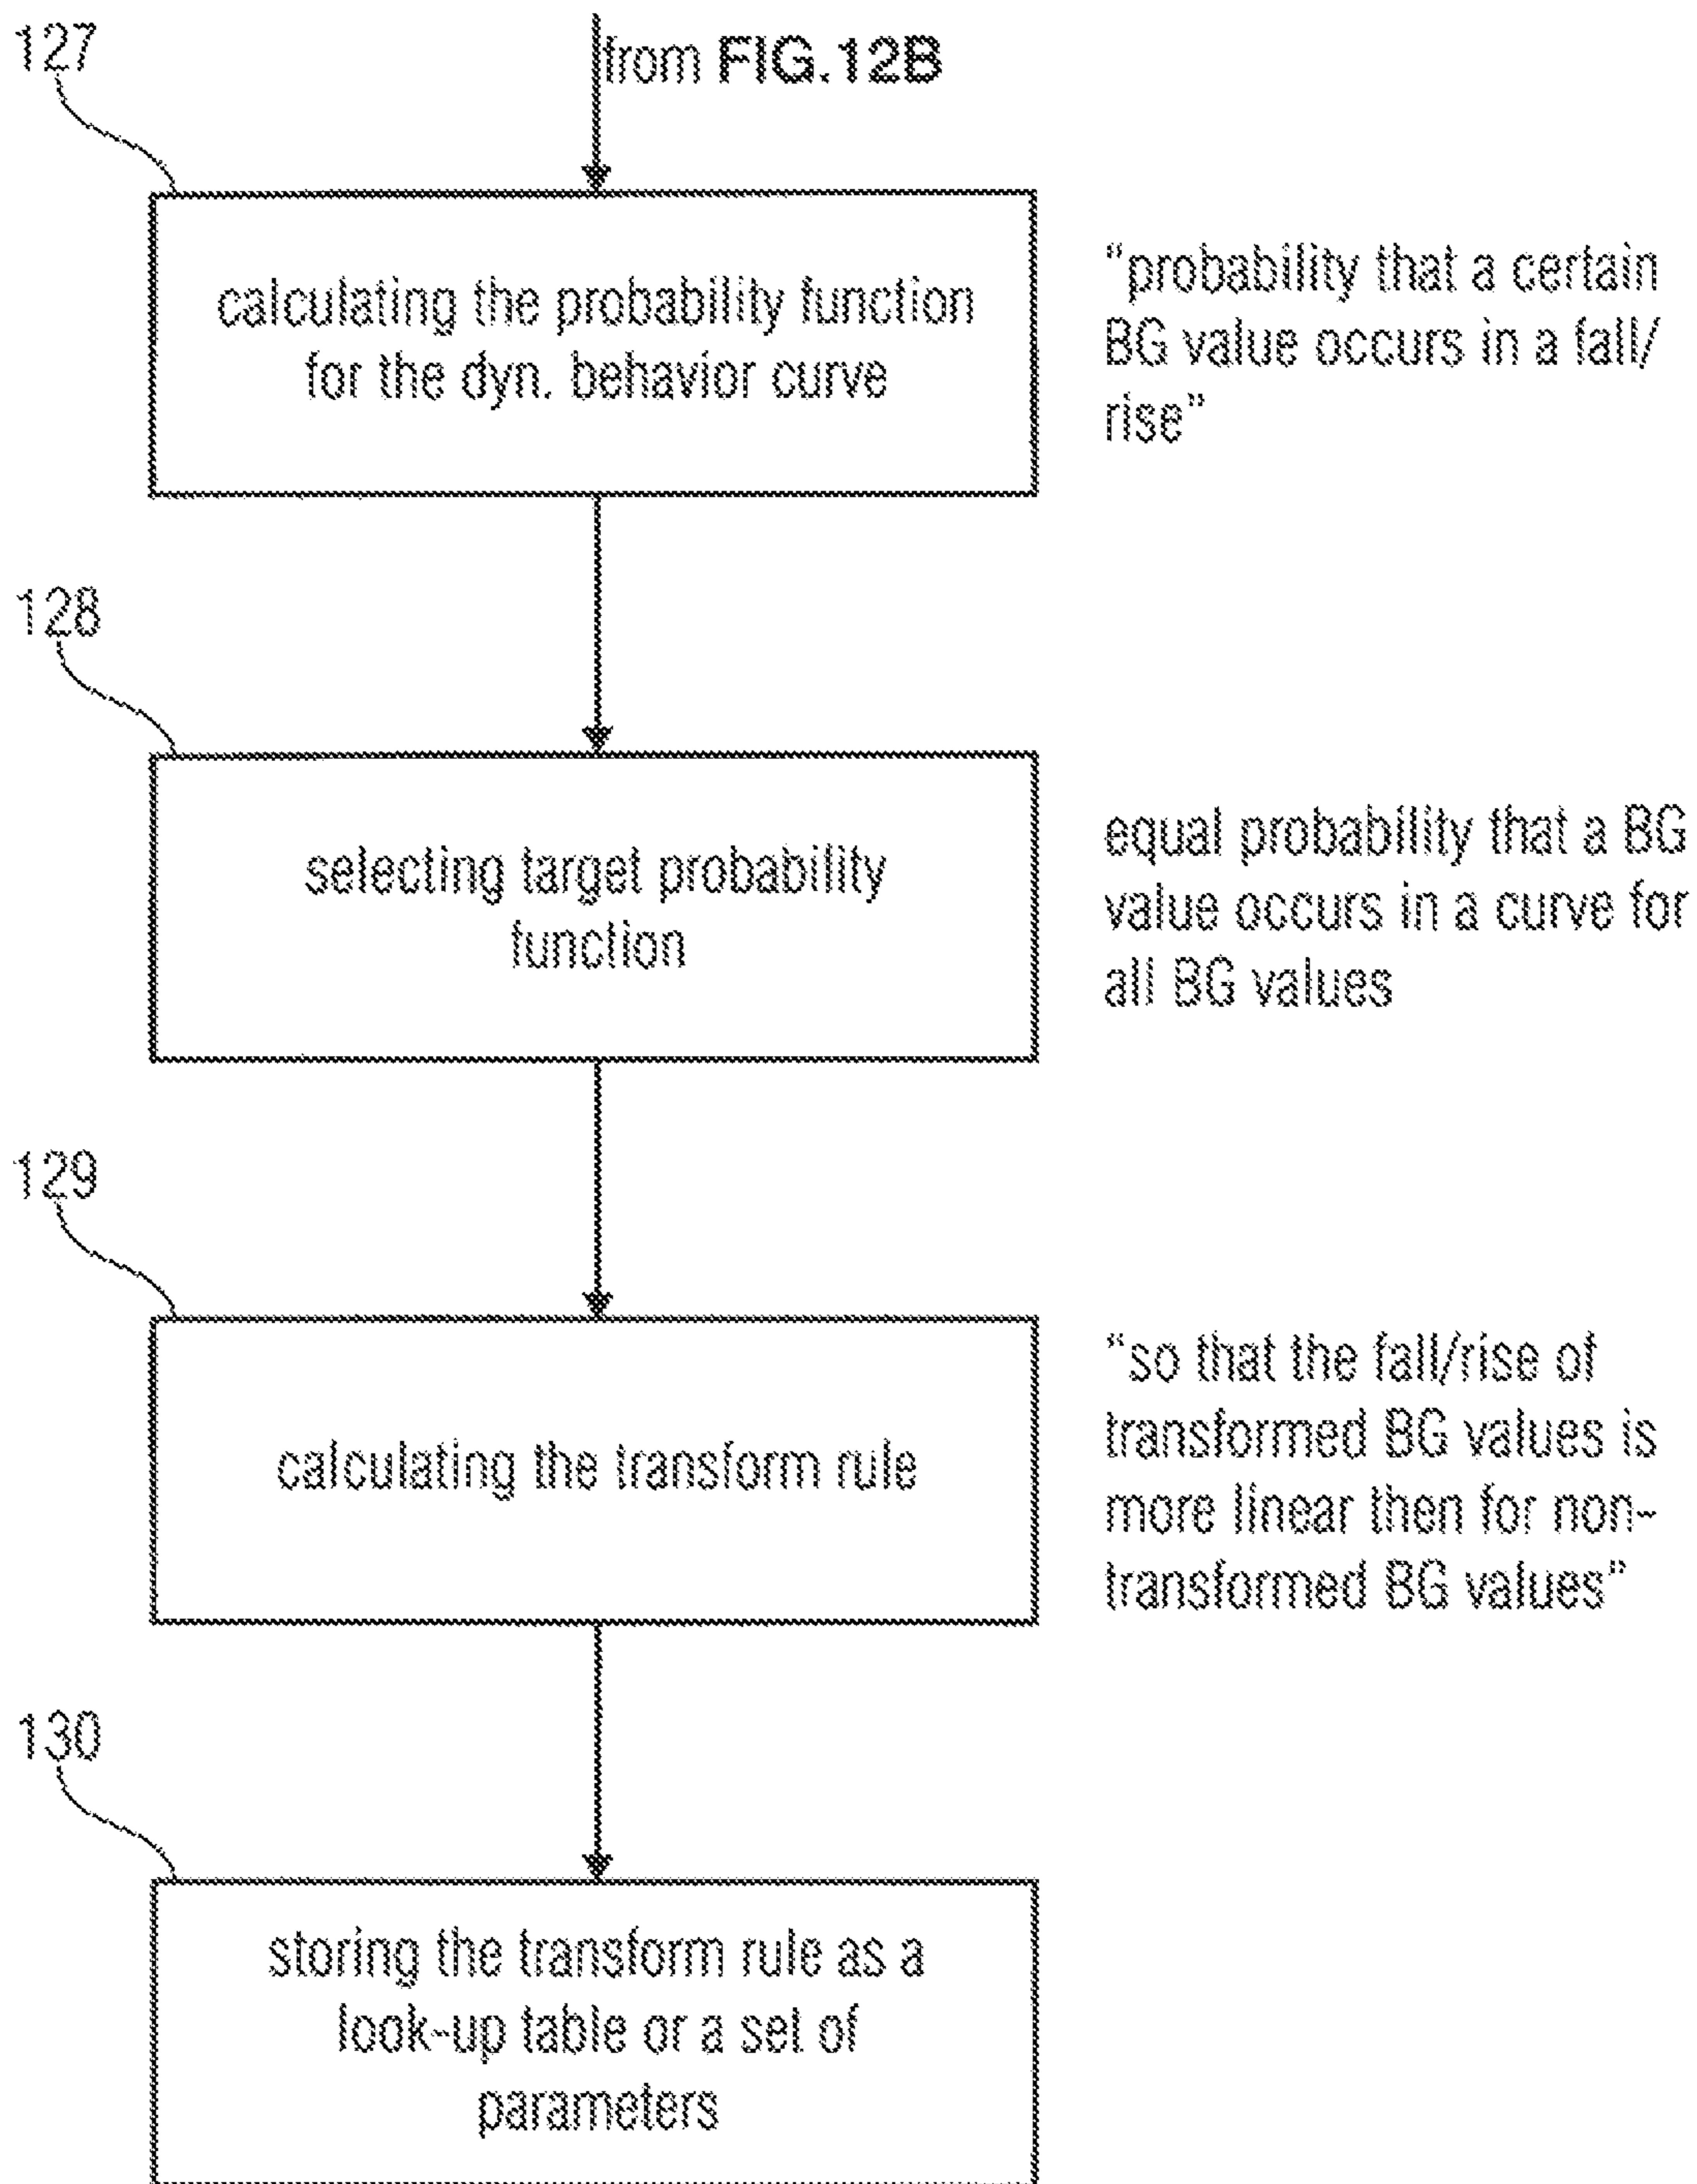 127
from FIG.12B
calculating the probability function
for the dyn. behavior curve
"probability that a certain
BG value occurs in a fall/
rise"
128
selecting target probability
function
equal probability that a BG
value occurs in a curve for
all BG values
129
calculating the transform rule
"so that the fall/rise of
transformed BG values is
more linear then for non-
transformed BG values"
130
storing the transform rule as a
look-up table or a set of
parameters